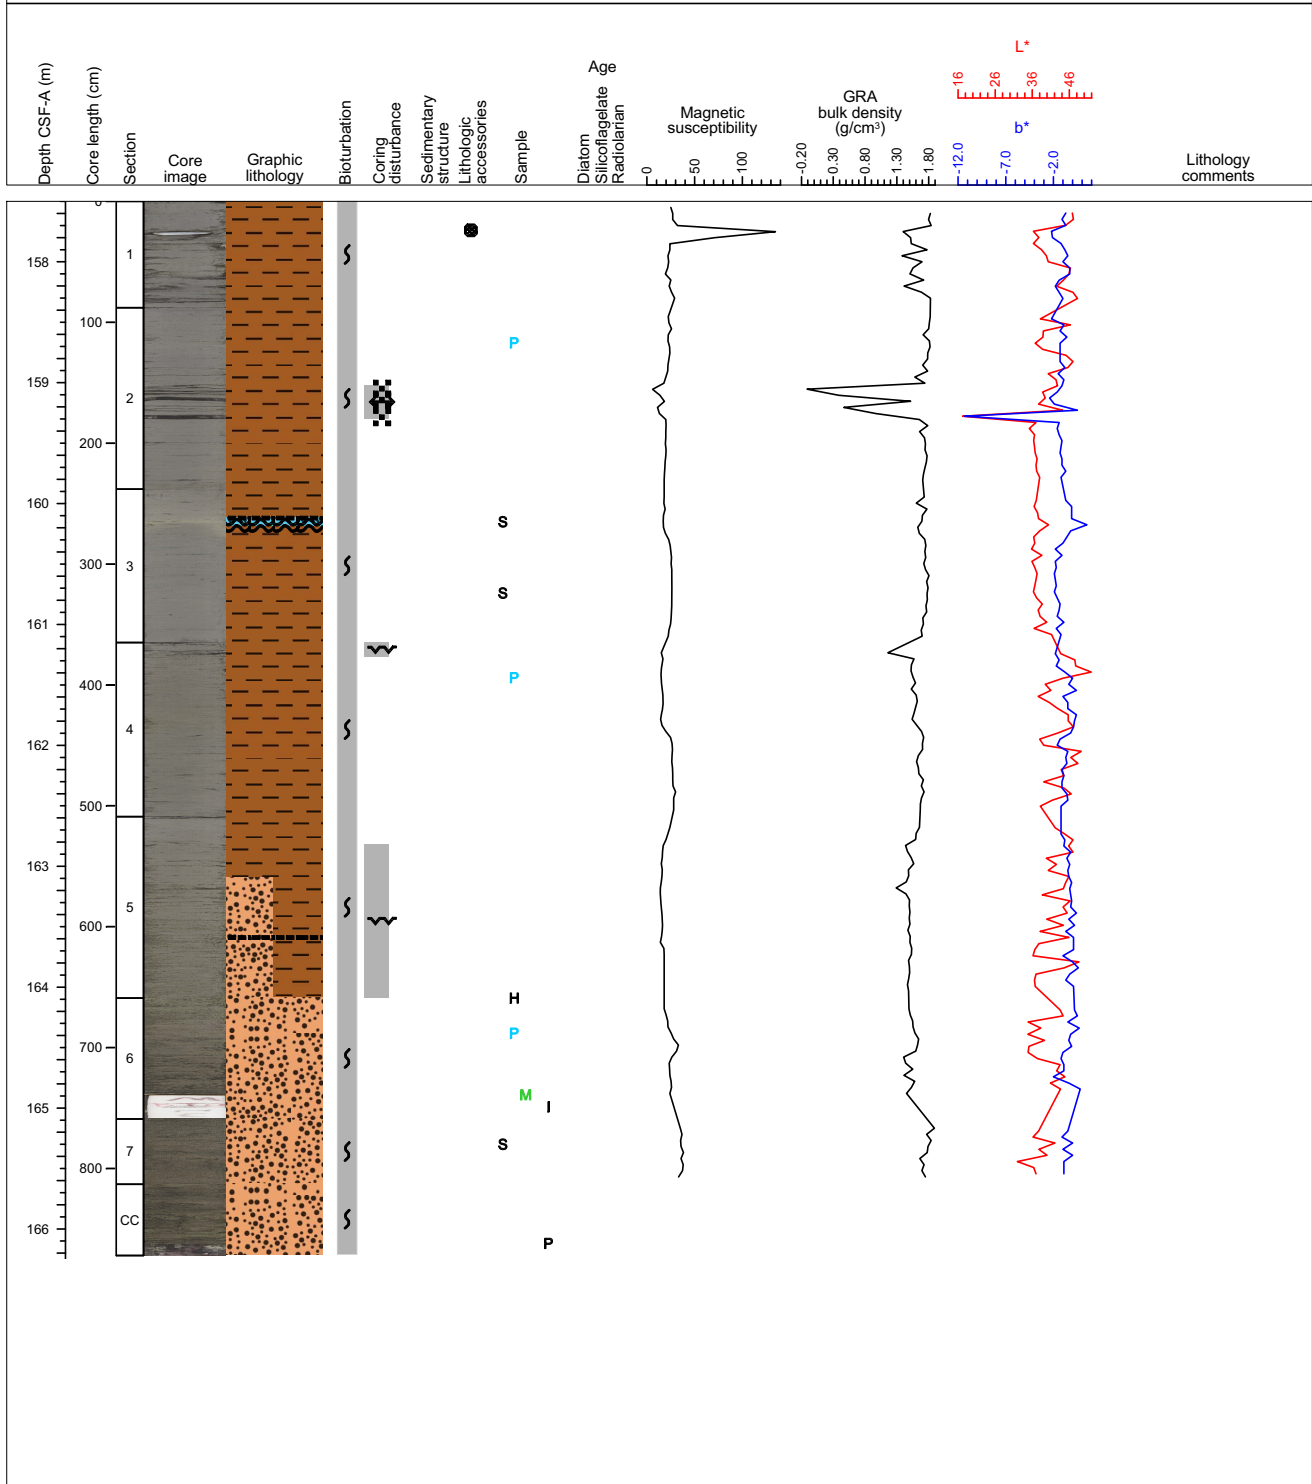 Depth CSF-A (m)
Core length (cm)
Section
Core
image
Graphic
lithology
Bioturbation
Coring
disturbance
Sedimentary
structure
Lithologic
accessories
Sample
Age
Diatom
Silicoflagelate
Radiolarian
Magnetic
susceptibility
0 50 100
GRA
bulk density
(g/cm³)
-0.20 0.30 0.80 1.30 1.80
L*
16 26 36 46
b*
-12.0 -7.0 -2.0
Lithology
comments
0
1
158
100
P
159
2
200
160
S
3
300
S
161
P
400
4
162
500
163
5
600
164
H
P
700
6
M
165
I
7
S
800
CC
166
P